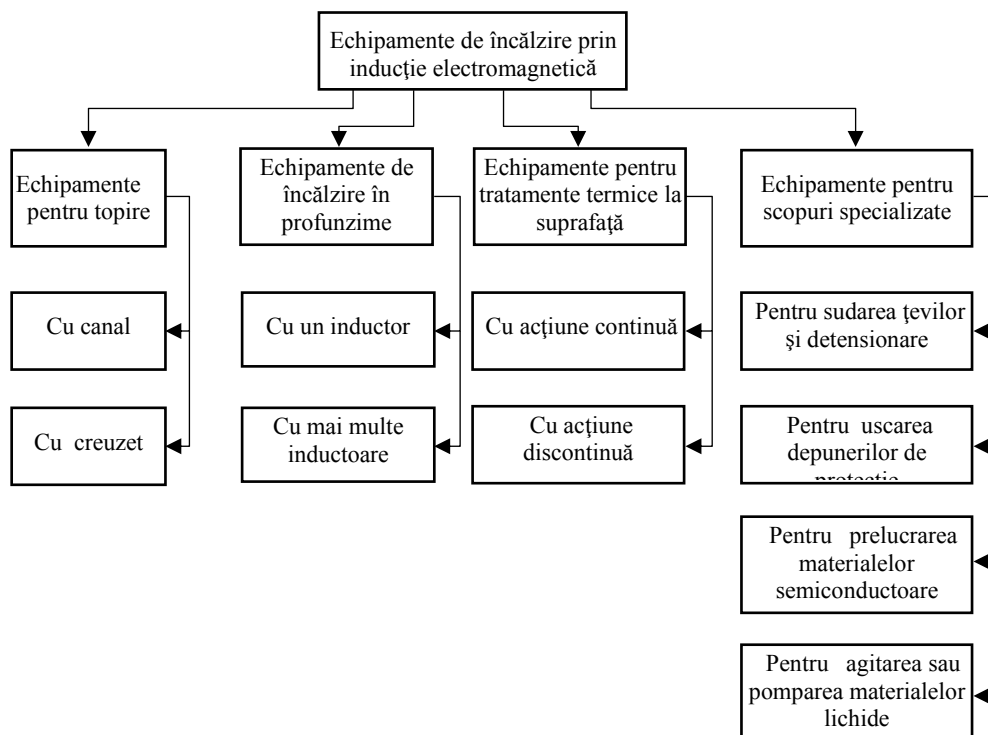 Echipamente de încălzire prin
inducţie electromagnetică
Echipamente
pentru topire
Echipamente de
încălzire în
profunzime
Echipamente pentru
tratamente termice la
suprafaţă
Echipamente pentru
scopuri specializate
Cu canal
Cu un inductor
Cu acţiune continuă
Pentru sudarea ţevilor
şi detensionare
Cu creuzet
Cu mai multe
inductoare
Cu acţiune
discontinuă
Pentru uscarea
depunerilor de
protecţie
Pentru prelucrarea
materialelor
semiconductoare
Pentru agitarea sau
pomparea materialelor
lichide